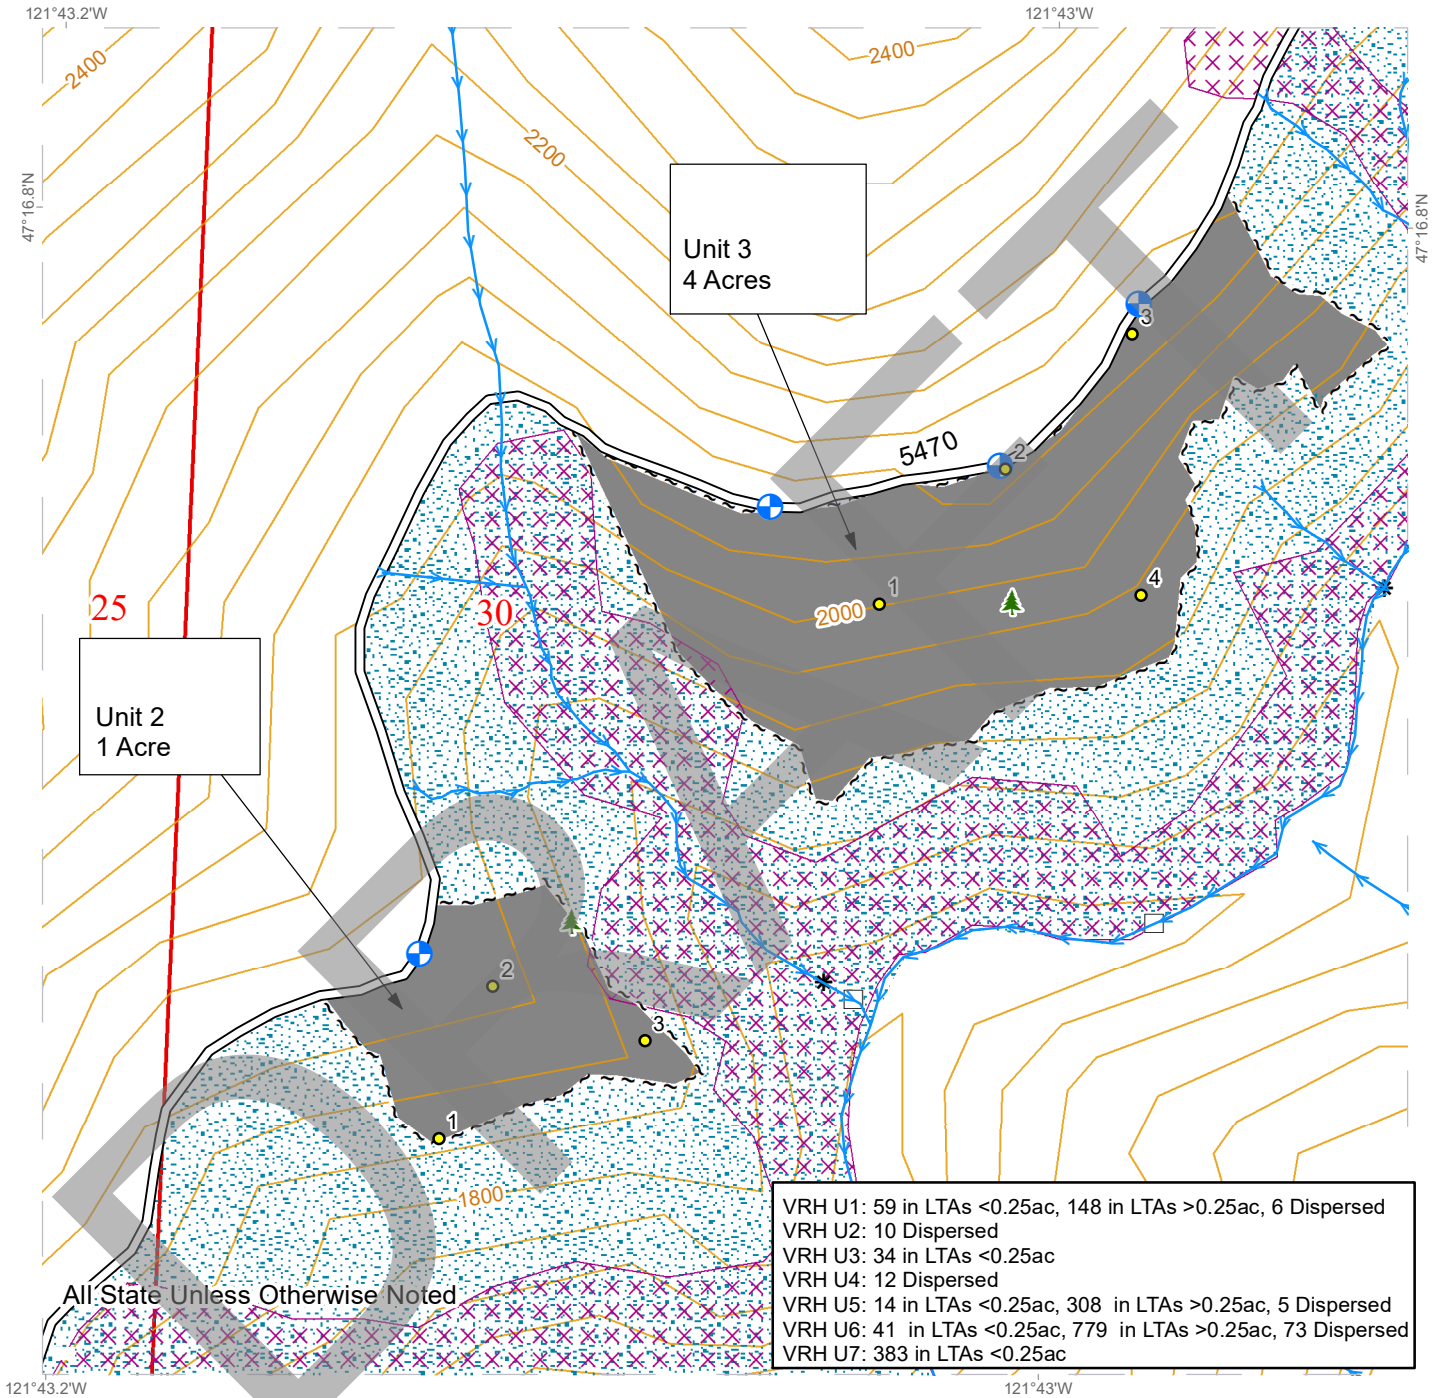 121°43.2'W
121°43'W
2400
2400
2200
47°16.8'N
47°16.8'N
Unit 3
4 Acres
3
5470
2
1
4
2000
25
30
Unit 2
1 Acre
2
3
1
1800
DRAFT
VRH U1: 59 in LTAs <0.25ac, 148 in LTAs >0.25ac, 6 Dispersed
VRH U2: 10 Dispersed
VRH U3: 34 in LTAs <0.25ac
VRH U4: 12 Dispersed
VRH U5: 14 in LTAs <0.25ac, 308 in LTAs >0.25ac, 5 Dispersed
VRH U6: 41 in LTAs <0.25ac, 779 in LTAs >0.25ac, 73 Dispersed
VRH U7: 383 in LTAs <0.25ac
All State Unless Otherwise Noted
121°43.2'W
121°43'W